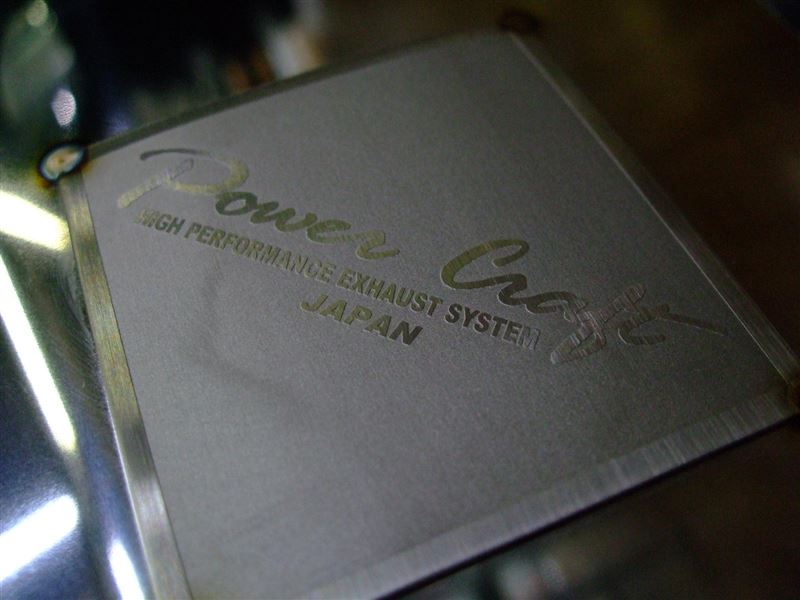 Power Craft
HIGH PERFORMANCE EXHAUST SYSTEM
JAPAN